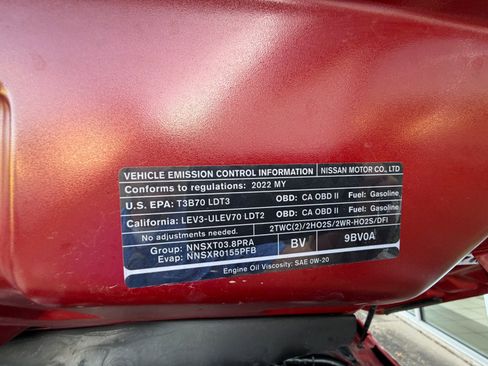 VEHICLE EMISSION CONTROL INFORMATION NISSAN MOTOR CO., LTD
Conforms to regulations: 2022 MY
U.S. EPA: T3B70 LDT3 OBD: CA OBD II Fuel: Gasoline
California: LEV3-ULEV70 LDT2 OBD: CA OBD II Fuel: Gasoline
No adjustments needed. 2TWC(2)/2HO2S/2WR-HO2S/DFI
Group: NNSXT03.8PRA
Evap: NNSXR0155PFB BV 9BV0A
Engine Oil Viscosity: SAE 0W-20